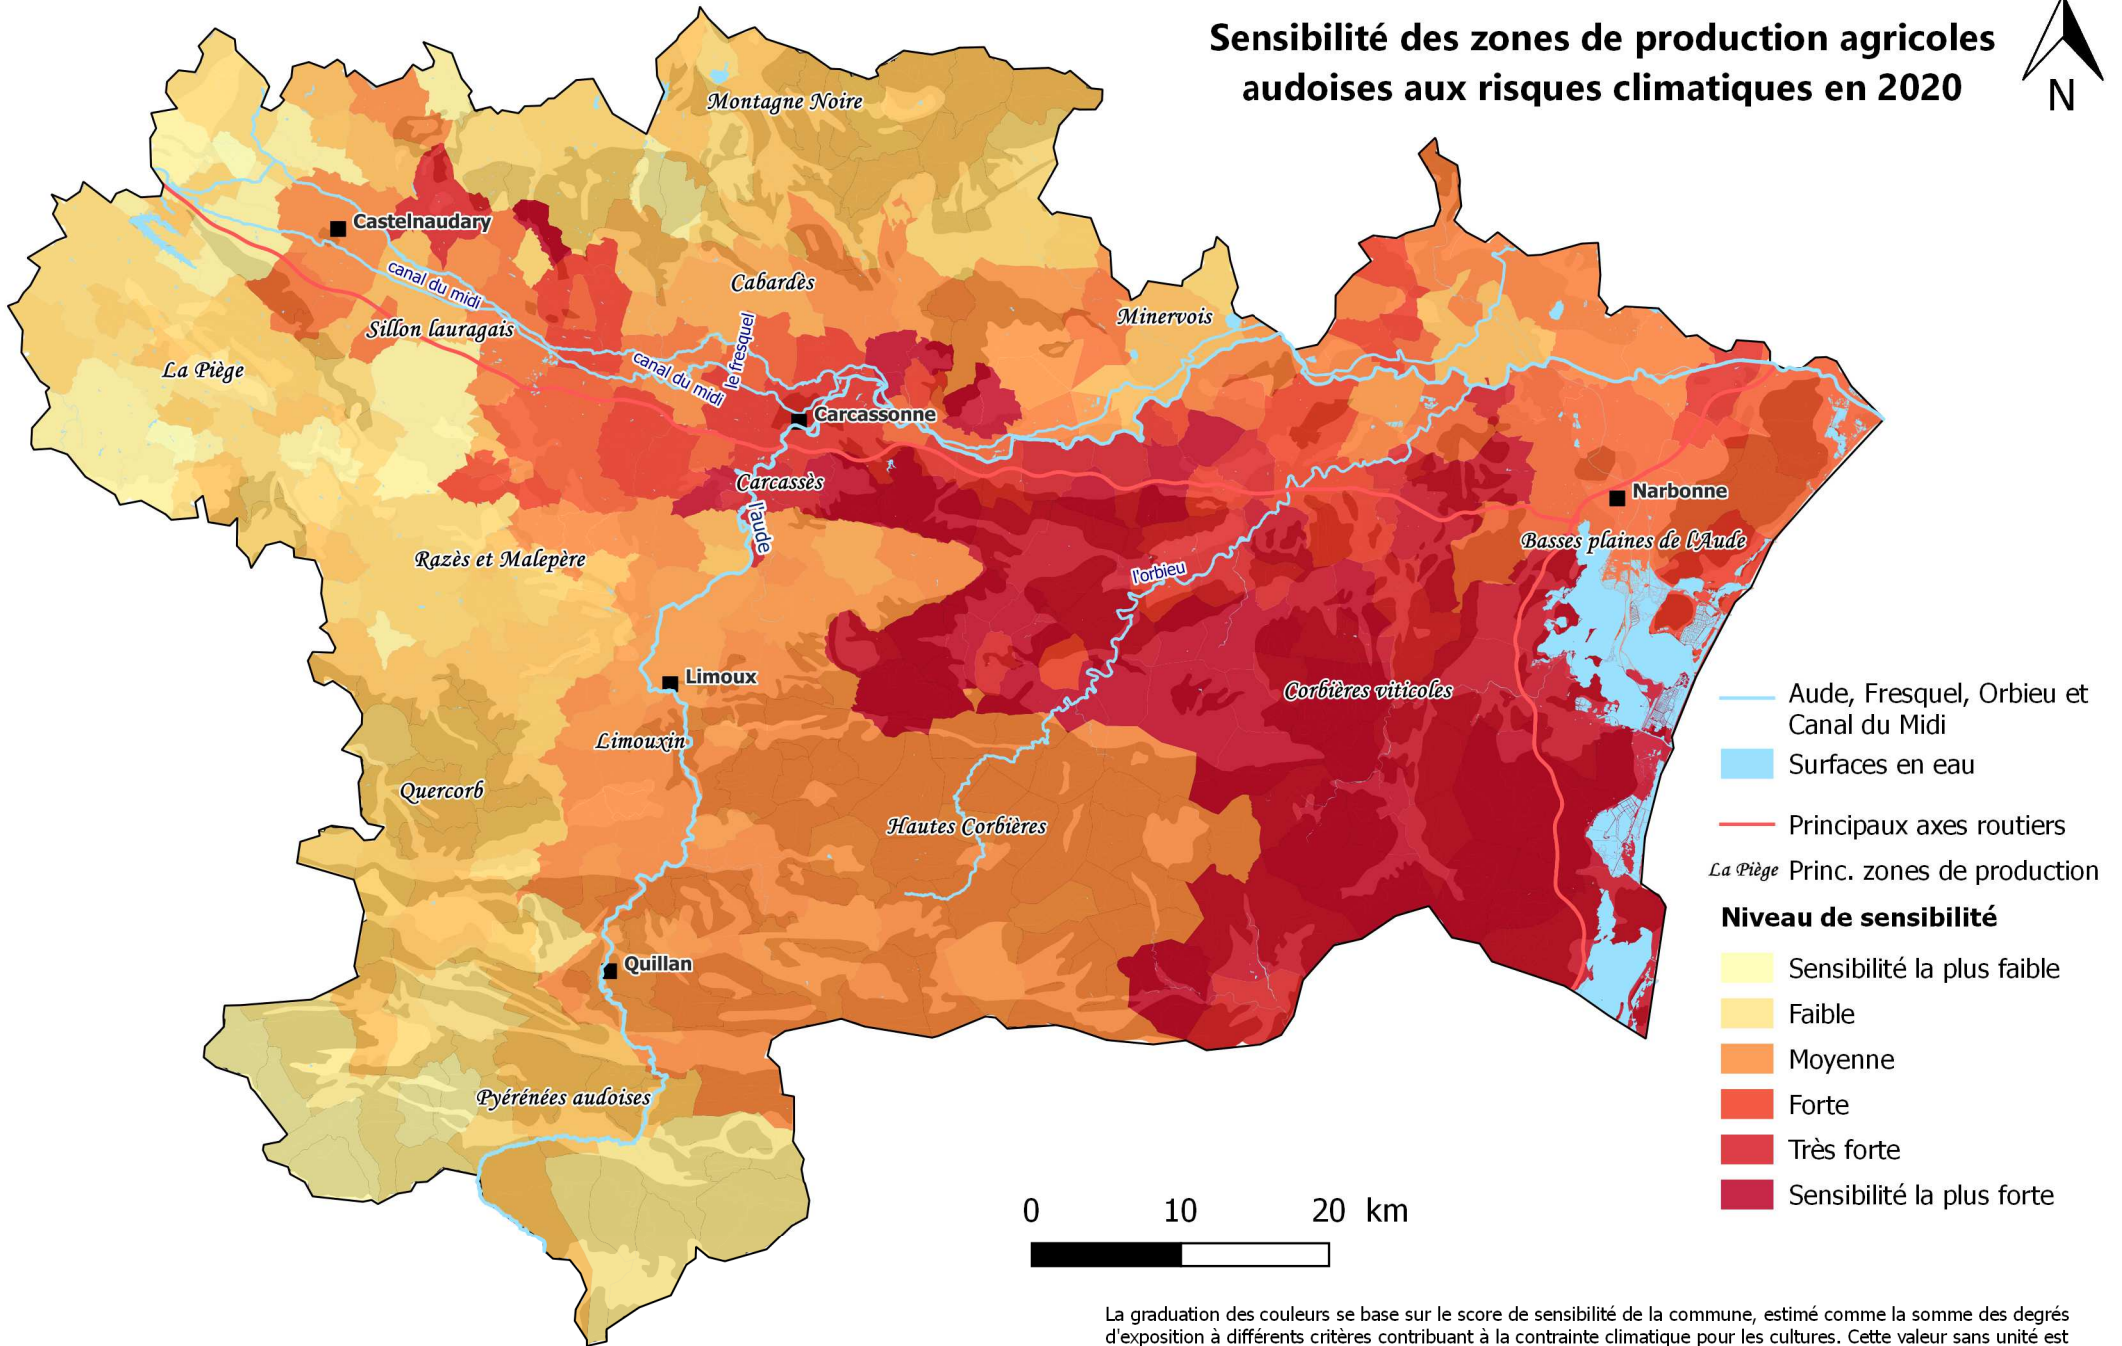 Sensibilité des zones de production agricoles
audoises aux risques climatiques en 2020
N
Montagne Noire
Castelnaudary
canal du midi
Cabardès
Minervois
Sillon lauragais
le fresquel
La Piège
canal du midi
Carcassonne
Carcassès
Narbonne
l'aude
Basses plaines de l'Aude
Razès et Malepère
l'orbieu
Limoux
Corbières viticoles
Limouxin
Quercorb
Hautes Corbières
Quillan
Pyérénées audoises
Aude, Fresquel, Orbieu et
Canal du Midi
Surfaces en eau
Principaux axes routiers
La Piège Princ. zones de production
Niveau de sensibilité
Sensibilité la plus faible
Faible
Moyenne
Forte
Très forte
Sensibilité la plus forte
0 10 20 km
La graduation des couleurs se base sur le score de sensibilité de la commune, estimé comme la somme des degrés
d'exposition à différents critères contribuant à la contrainte climatique pour les cultures. Cette valeur sans unité est